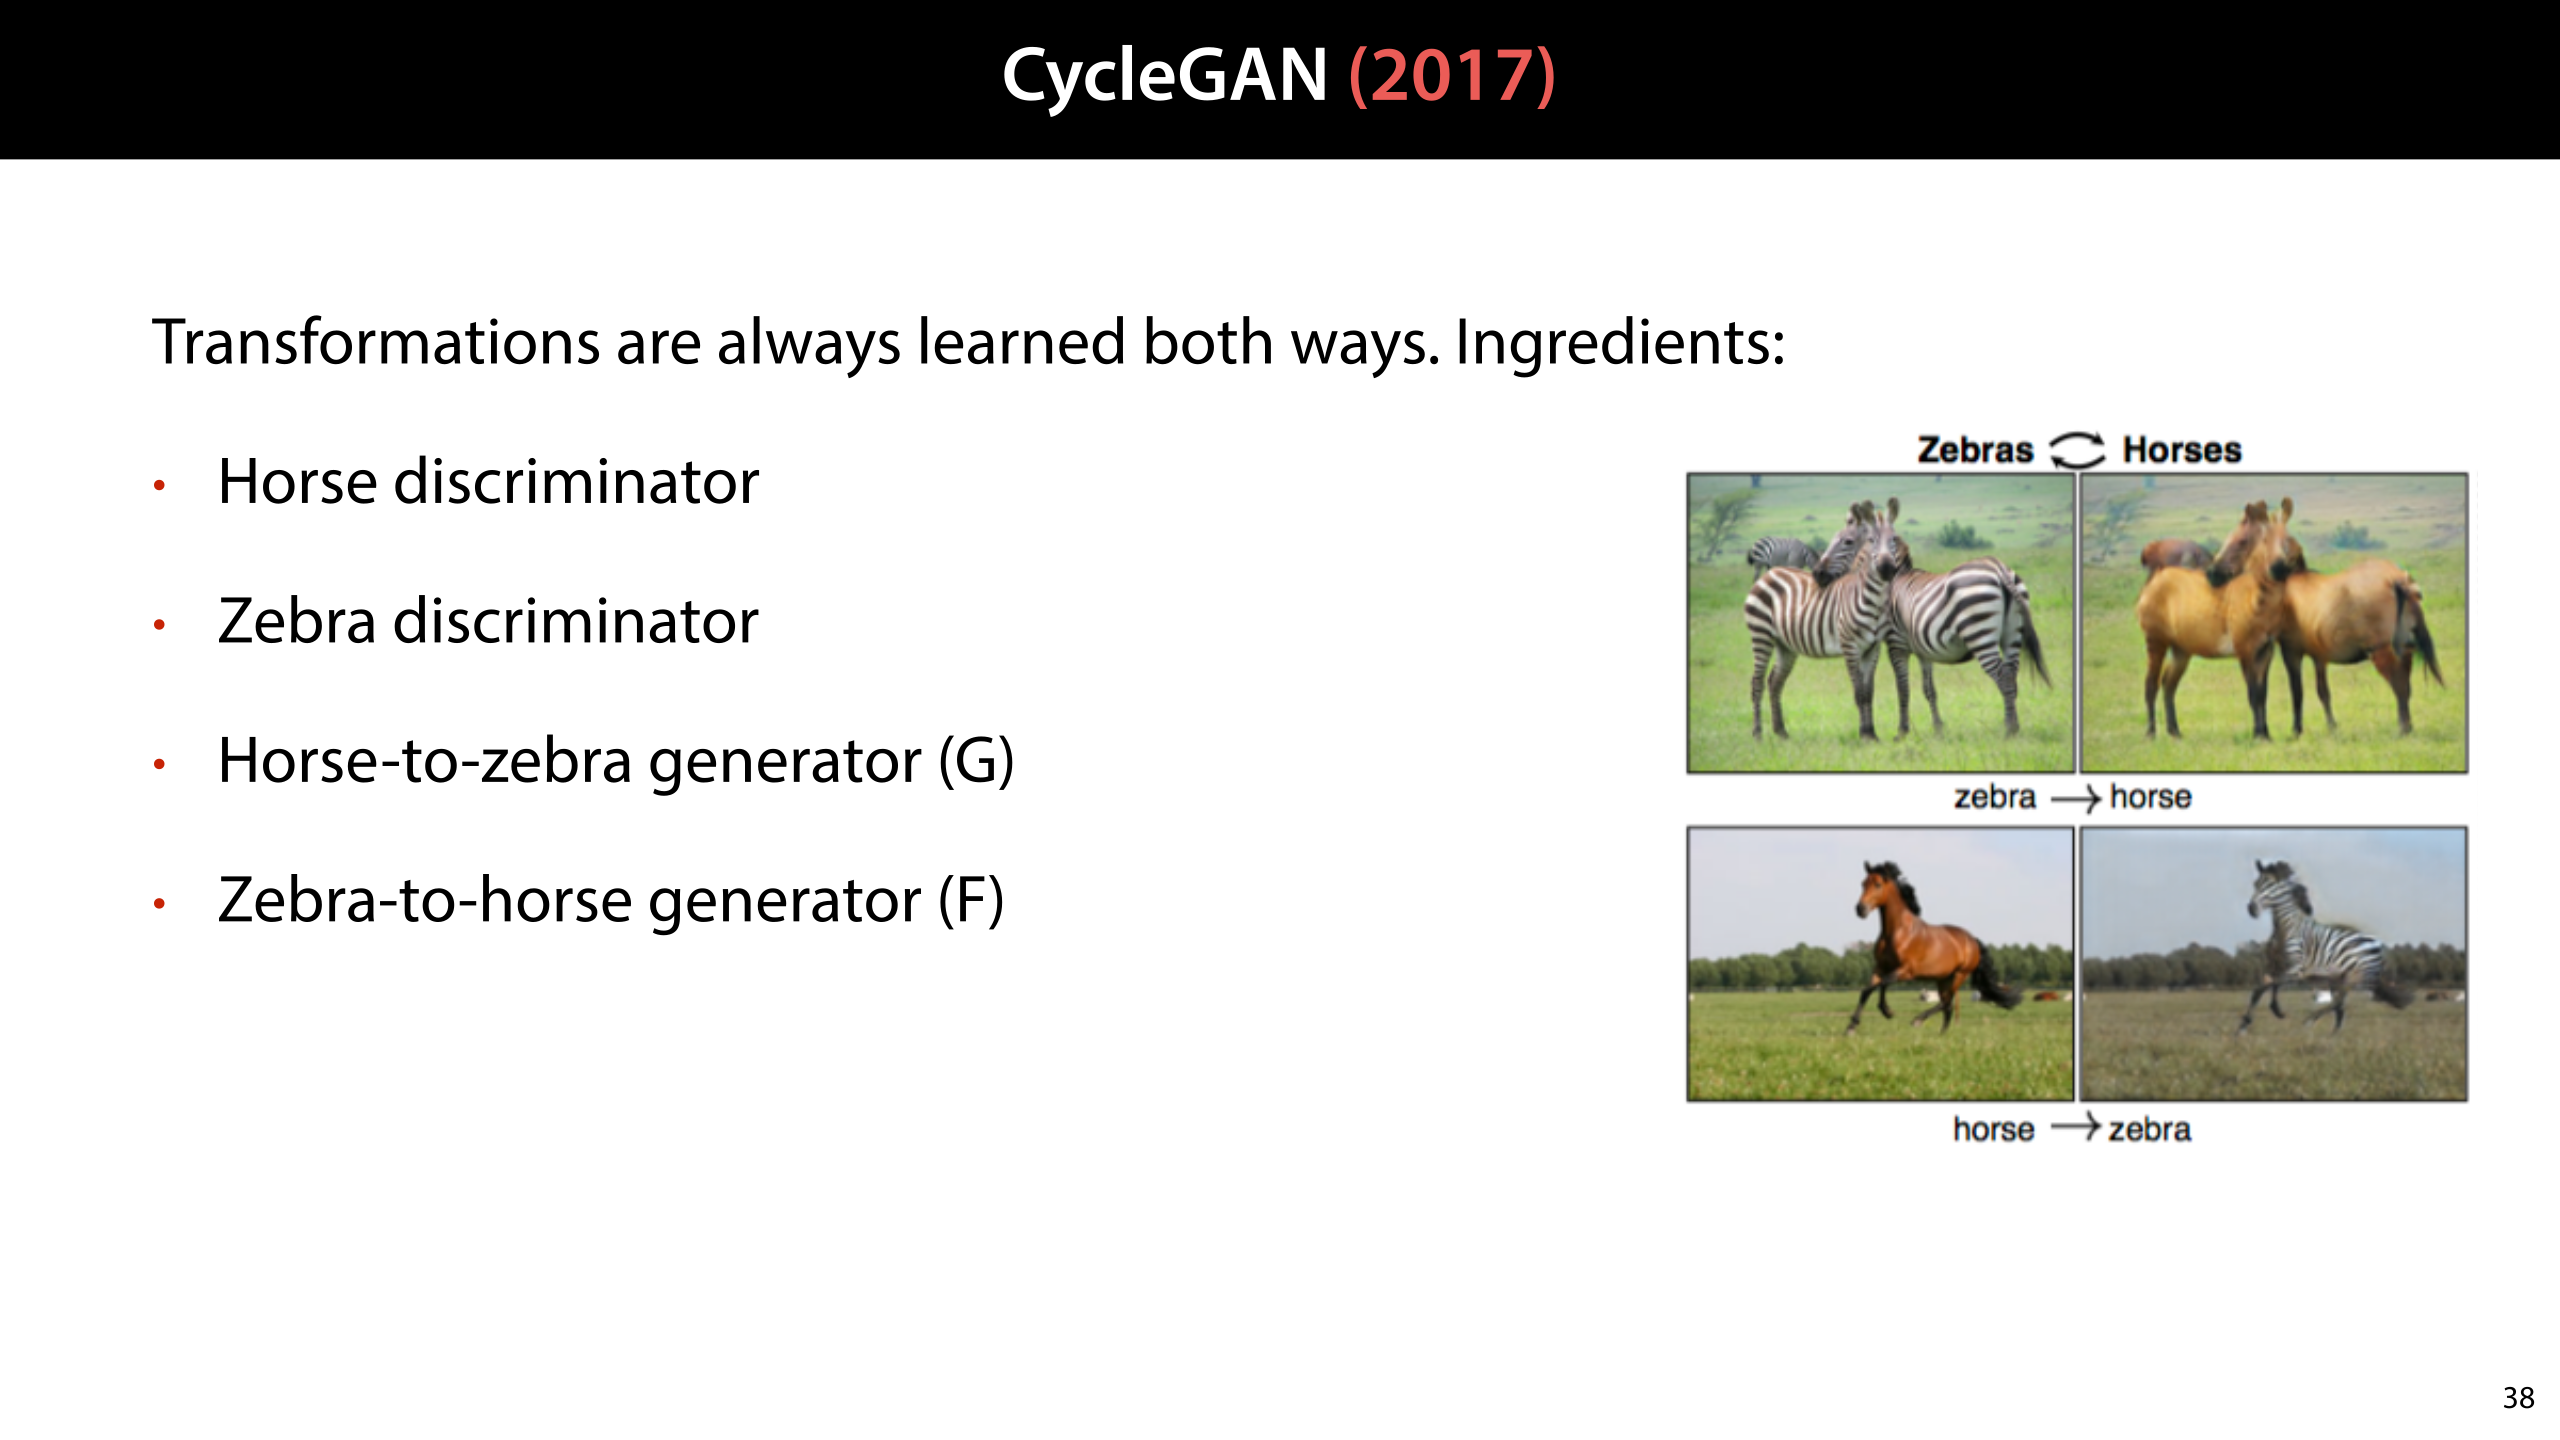 CycleGAN (2017)
Transformations are always learned both ways. Ingredients:
• Horse discriminator
• Zebra discriminator
• Horse-to-zebra generator (G)
• Zebra-to-horse generator (F)
Zebras Horses
zebra → horse
horse → zebra
38